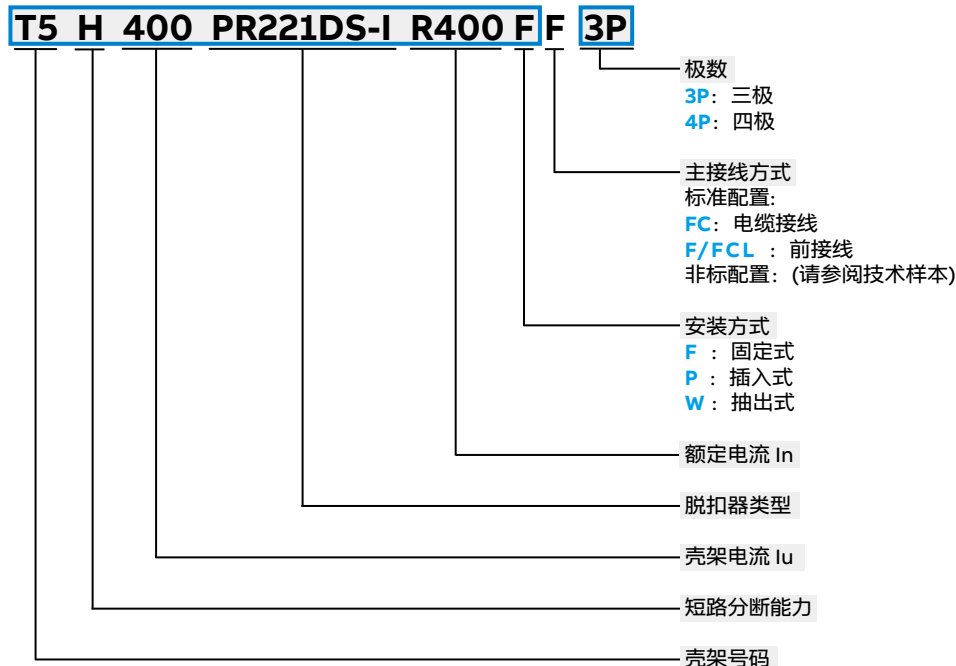 T5 H 400 PR221DS-I R400 F F 3P
极数
3P：三极
4P：四极
主接线方式
标准配置:
FC：电缆接线
F/FCL ：前接线
非标配置：(请参阅技术样本)
安装方式
F ：固定式
P ：插入式
W ：抽出式
额定电流 In
脱扣器类型
壳架电流 Iu
短路分断能力
壳架号码